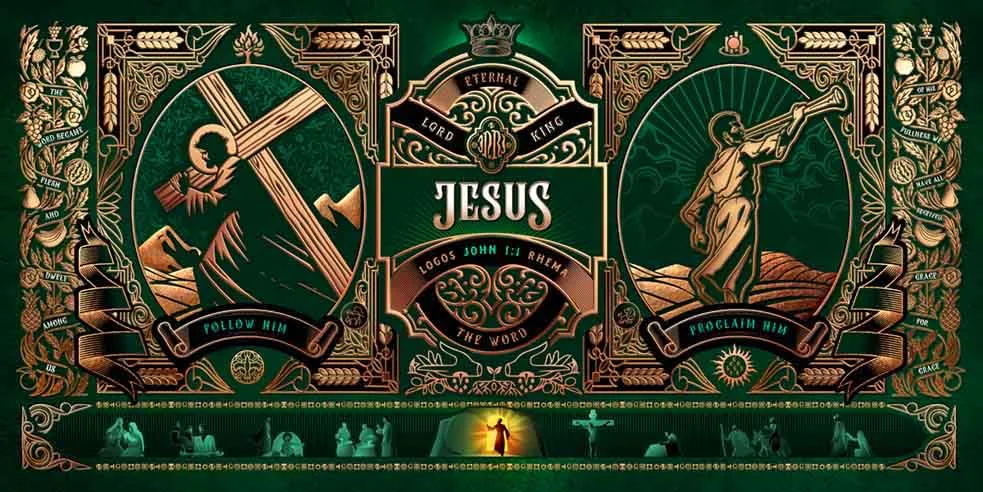 ETERNAL
LORD KING
JESUS
LOGOS JOHN 1:1 RHEMA
THE WORD
FOLLOW HIM
PROCLAIM HIM
THE
WORD BECAME
FLESH
AND
DWELT
AMONG
US
OF HIS
FULLNESS WE
HAVE ALL
RECEIVED
GRACE
FOR
GRACE